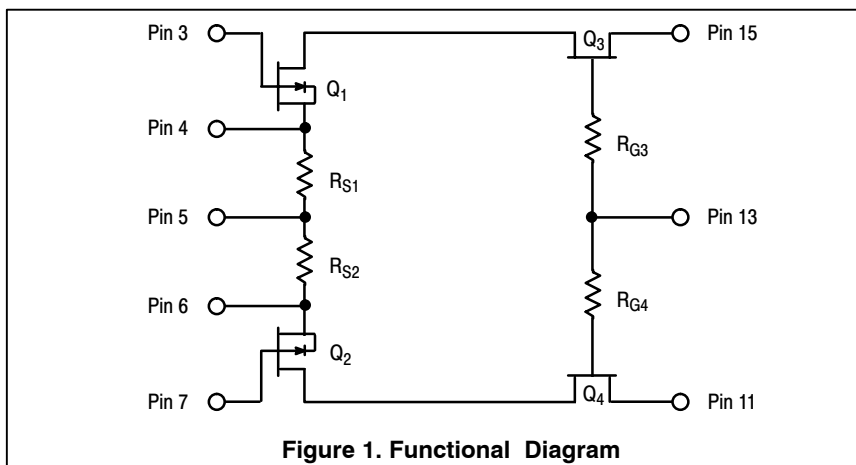 Pin 3
Q3
Pin 15
Q1
Pin 4
RG3
RS1
Pin 5
Pin 13
RS2
RG4
Pin 6
Q2
Pin 7
Q4
Pin 11
Figure 1. Functional Diagram